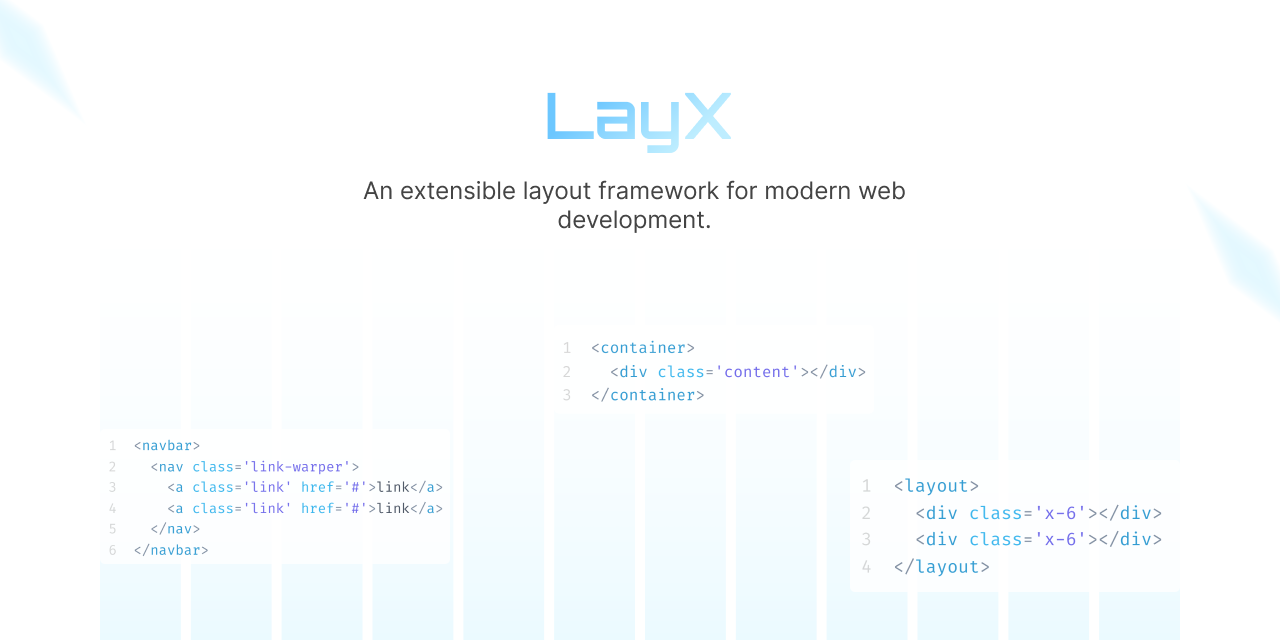 LayX
An extensible layout framework for modern web
development.
1 <container>
2   <div class='content'></div>
3 </container>
1 <navbar>
2   <nav class='link-warper'>
3     <a class='link' href='#'>link</a>
4     <a class='link' href='#'>link</a>
5   </nav>
6 </navbar>
1 <layout>
2   <div class='x-6'></div>
3   <div class='x-6'></div>
4 </layout>